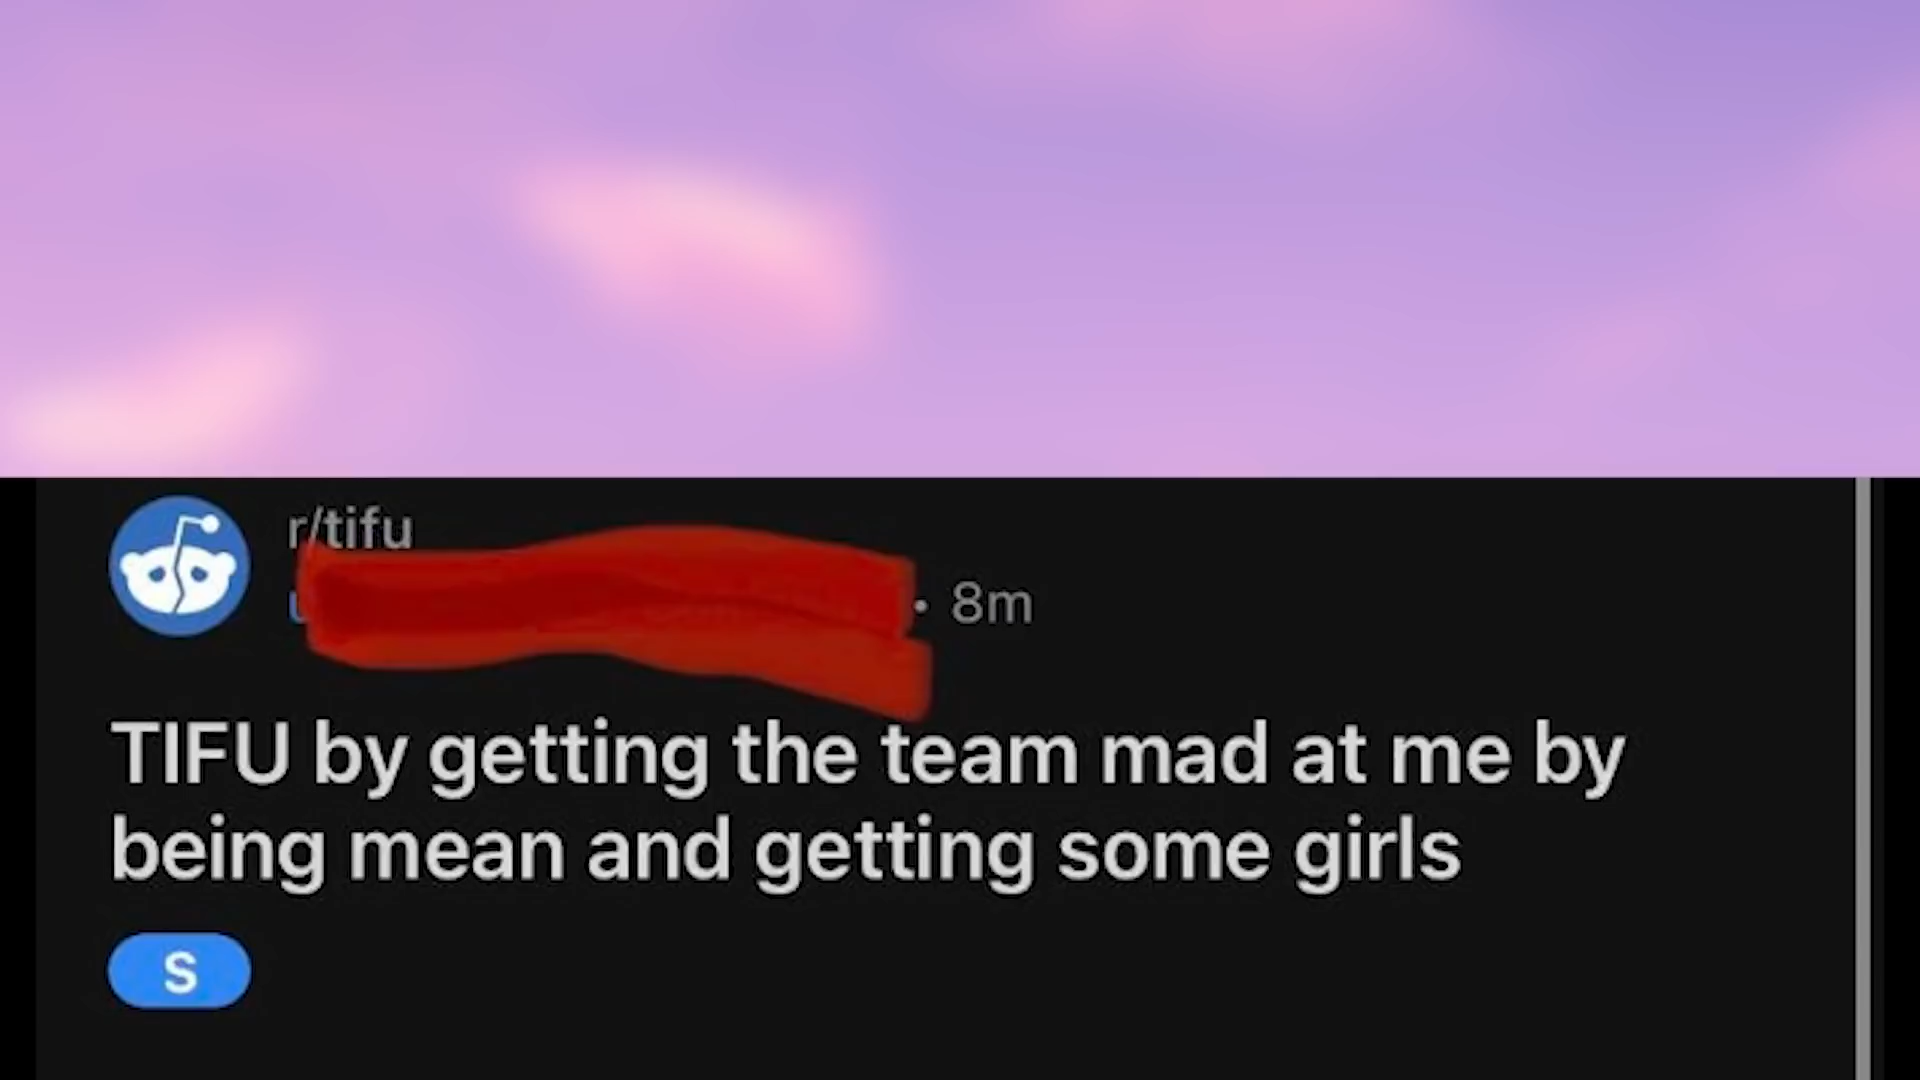 r/tifu
• 8m
TIFU by getting the team mad at me by
being mean and getting some girls
S